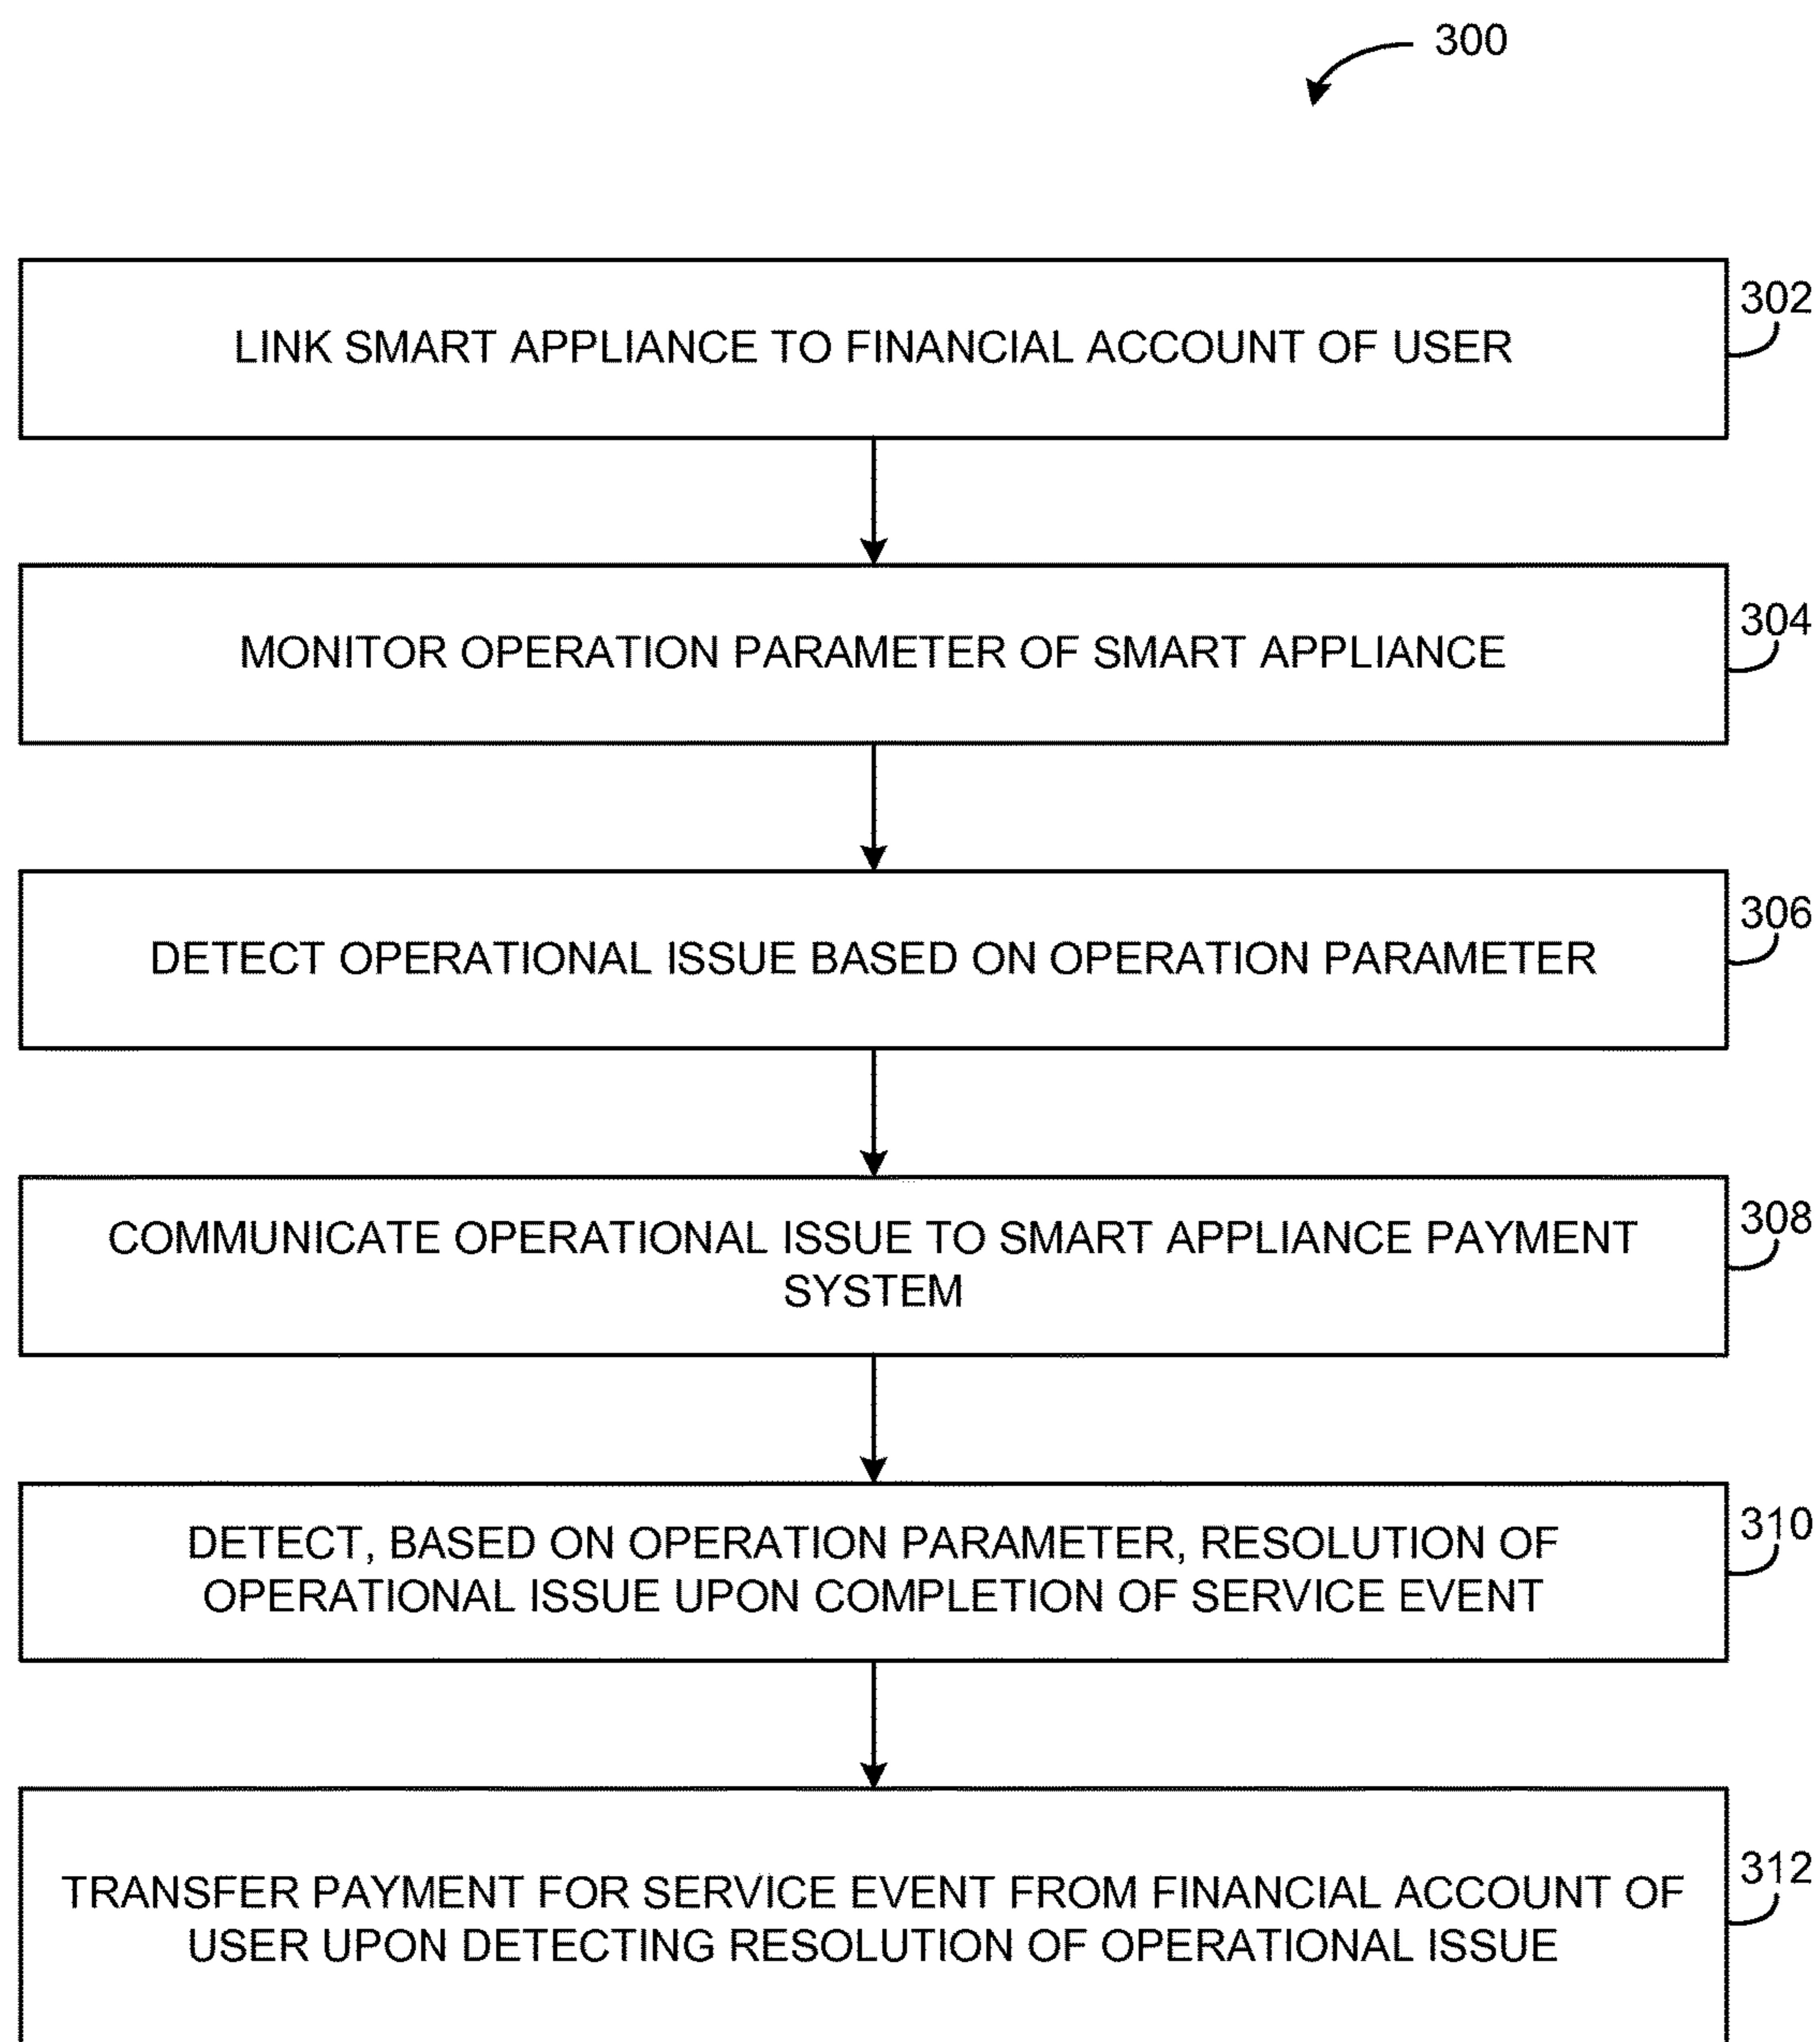 300
302
LINK SMART APPLIANCE TO FINANCIAL ACCOUNT OF USER
304
MONITOR OPERATION PARAMETER OF SMART APPLIANCE
306
DETECT OPERATIONAL ISSUE BASED ON OPERATION PARAMETER
308
COMMUNICATE OPERATIONAL ISSUE TO SMART APPLIANCE PAYMENT
SYSTEM
310
DETECT, BASED ON OPERATION PARAMETER, RESOLUTION OF
OPERATIONAL ISSUE UPON COMPLETION OF SERVICE EVENT
312
TRANSFER PAYMENT FOR SERVICE EVENT FROM FINANCIAL ACCOUNT OF
USER UPON DETECTING RESOLUTION OF OPERATIONAL ISSUE